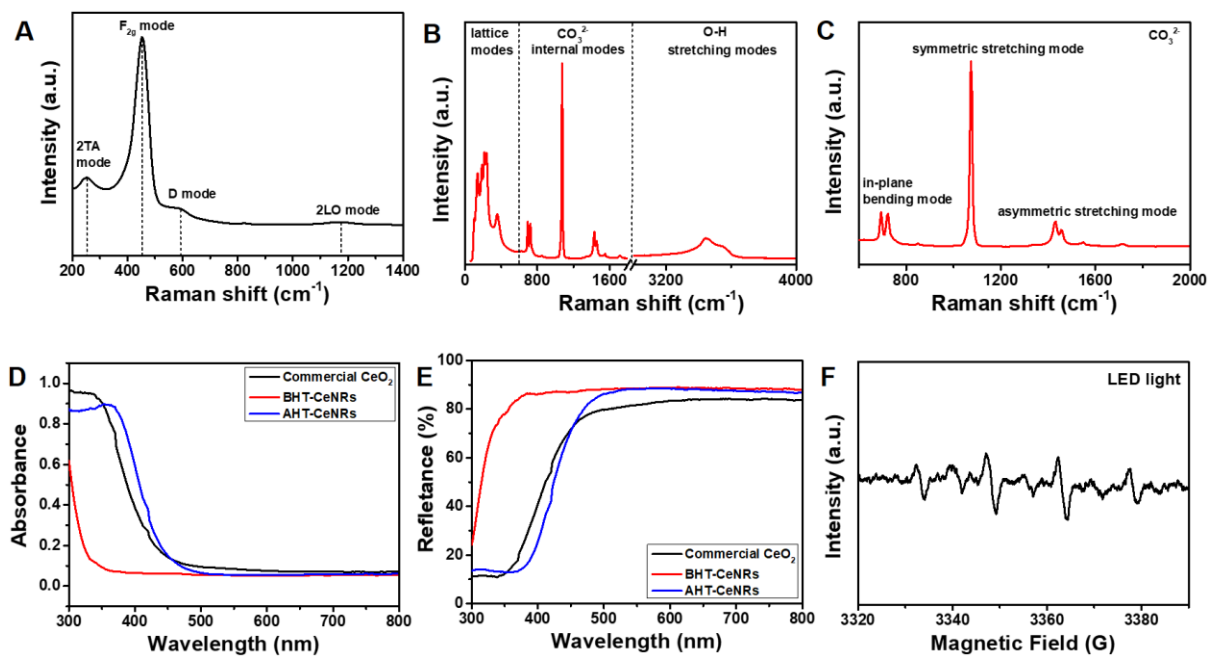 A
F2g mode
2TA
mode
D mode
2LO mode
Intensity (a.u.)
200 400 600 800 1000 1200 1400
Raman shift (cm-1)
B
lattice
modes
CO3 2-
internal modes
O-H
stretching modes
Intensity (a.u.)
0 800 1600 3200 4000
Raman shift (cm-1)
C
CO3 2-
symmetric stretching mode
in-plane
bending mode
asymmetric stretching mode
Intensity (a.u.)
800 1200 1600 2000
Raman shift (cm-1)
D
Commercial CeO2
BHT-CeNRs
AHT-CeNRs
Absorbance
1.0
0.8
0.6
0.4
0.2
0.0
300 400 500 600 700 800
Wavelength (nm)
E
Refletance (%)
100
80
60
40
20
0
Commercial CeO2
BHT-CeNRs
AHT-CeNRs
300 400 500 600 700 800
Wavelength (nm)
F
LED light
Intensity (a.u.)
3320 3340 3360 3380
Magnetic Field (G)